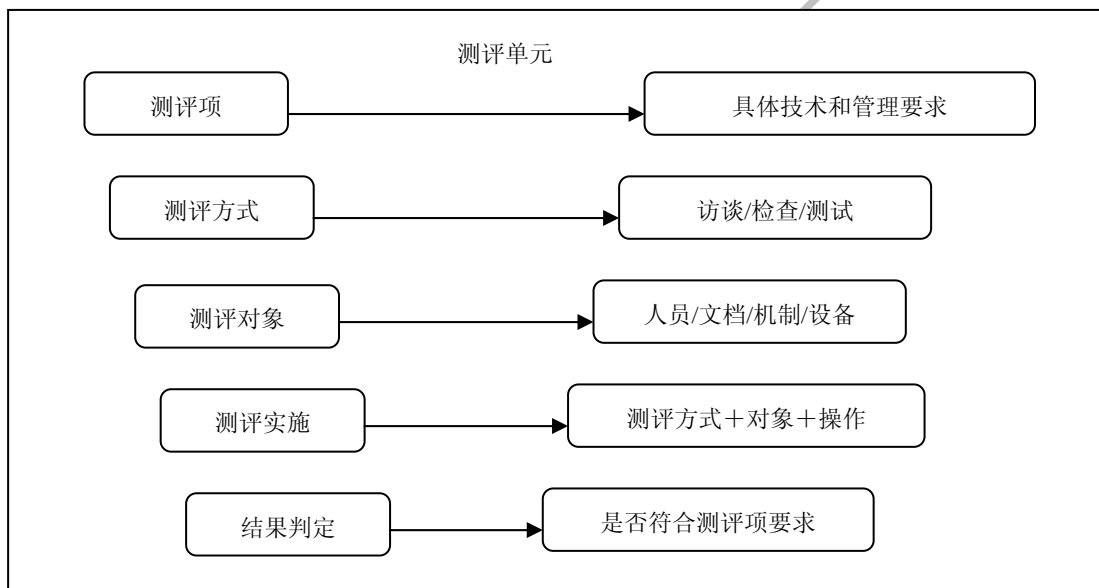 测评单元
测评项 具体技术和管理要求
测评方式 访谈/检查/测试
测评对象 人员/文档/机制/设备
测评实施 测评方式＋对象＋操作
结果判定 是否符合测评项要求